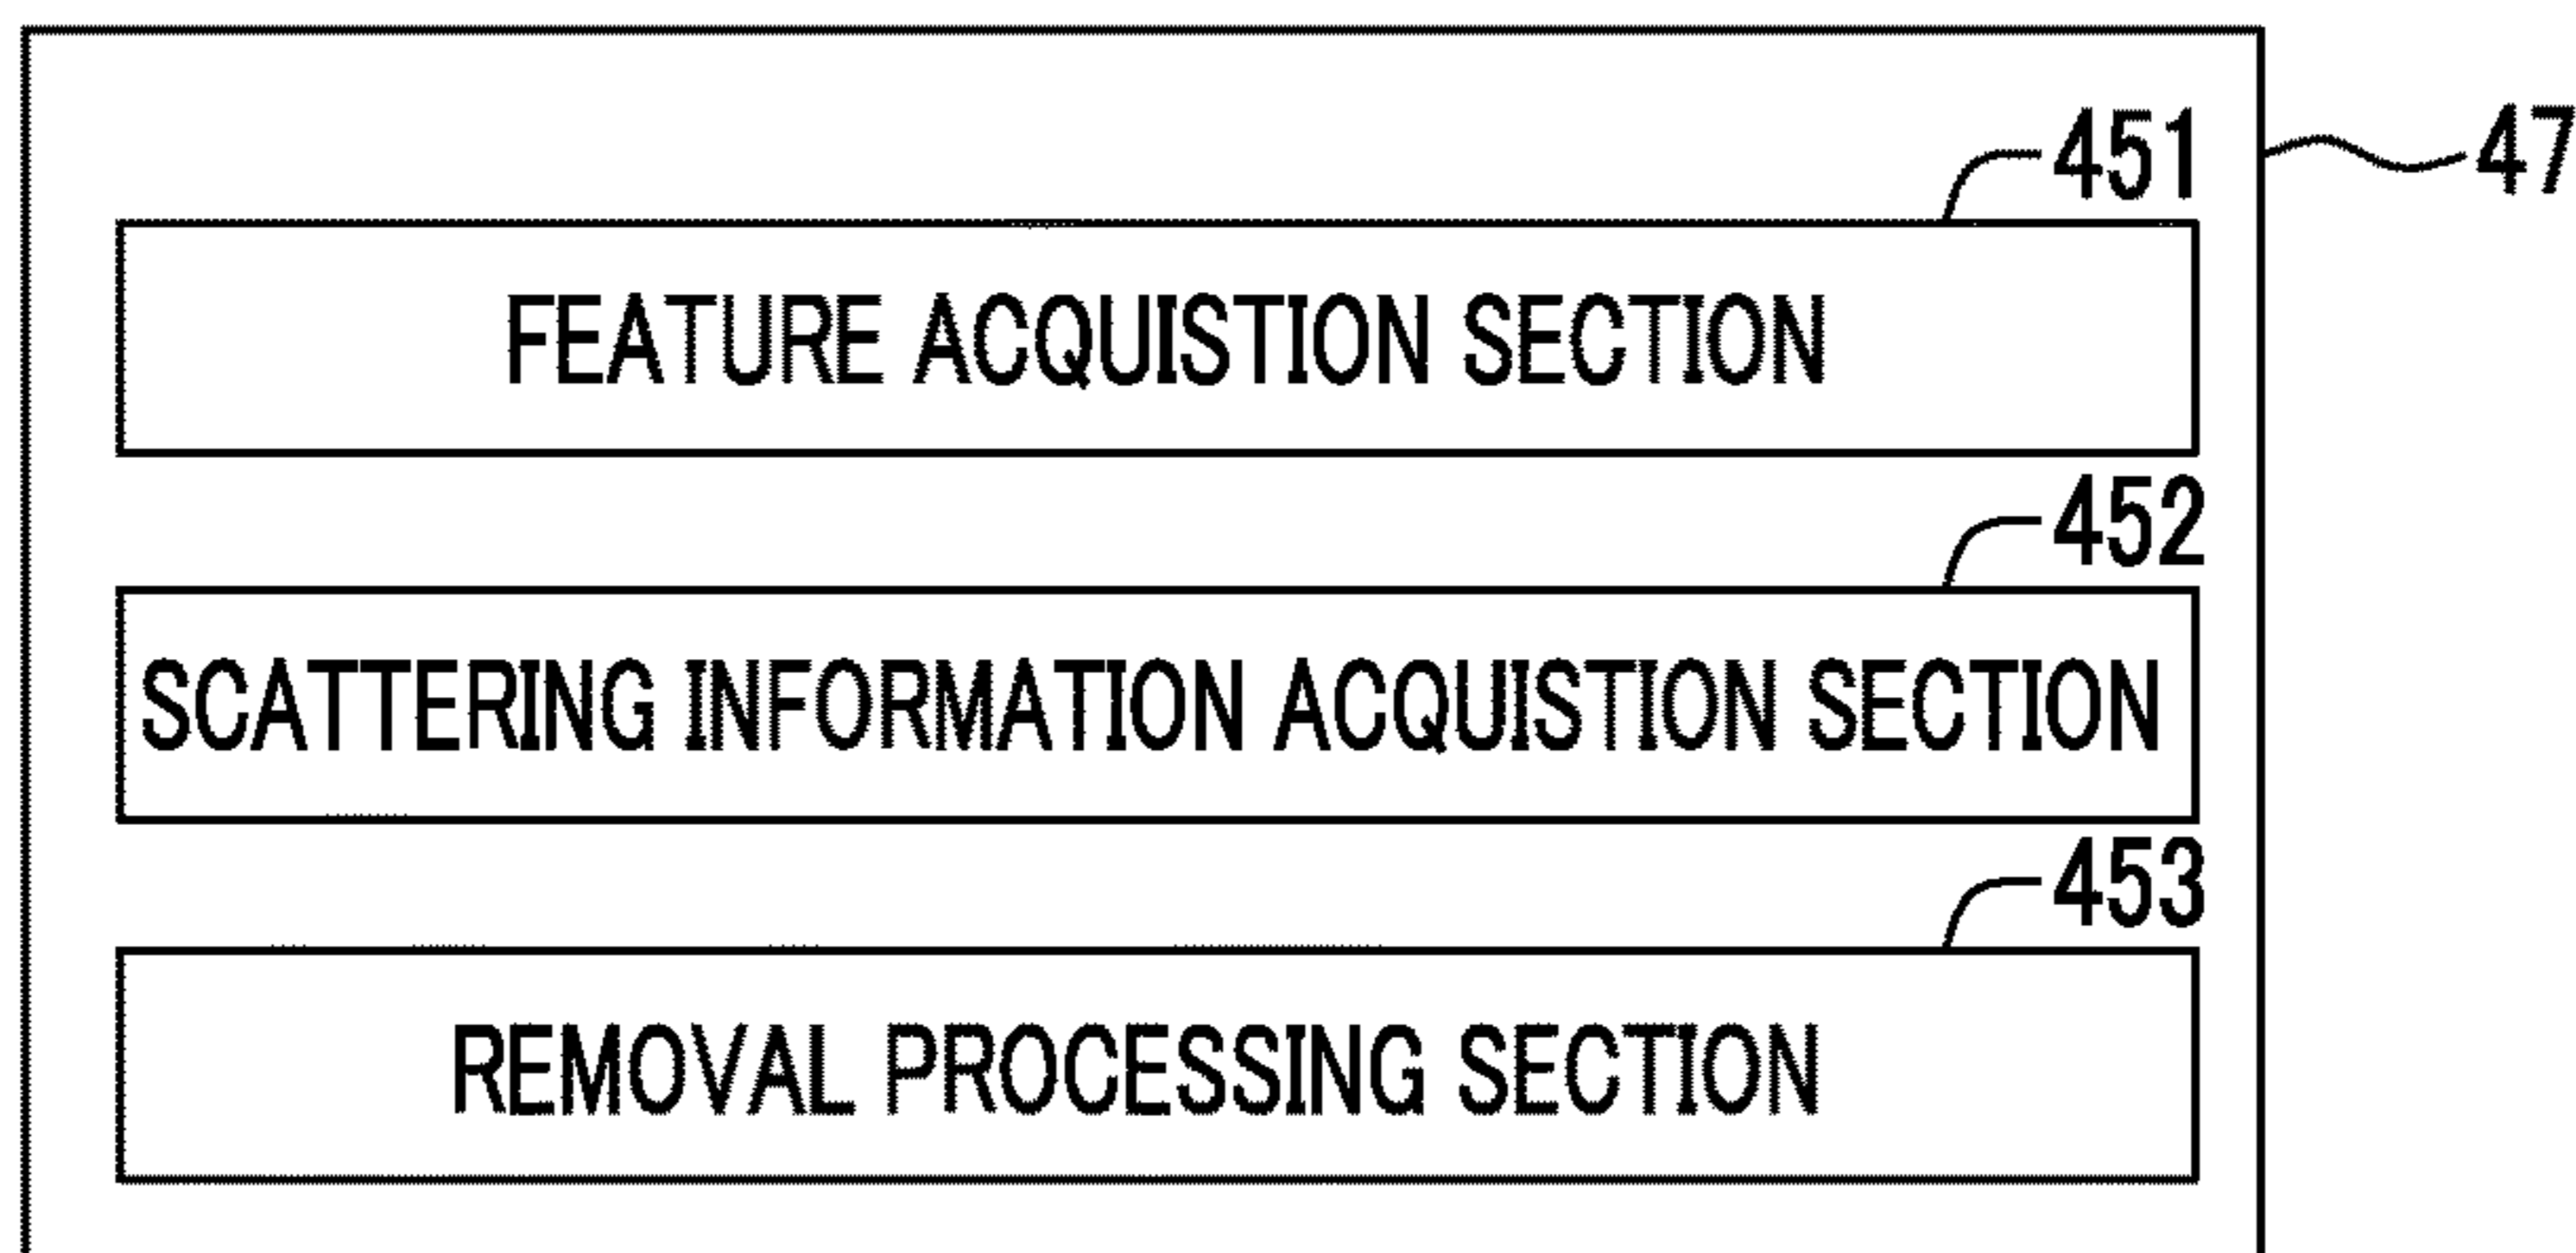 451
47
FEATURE ACQUISTION SECTION
452
SCATTERING INFORMATION ACQUISTION SECTION
453
REMOVAL PROCESSING SECTION